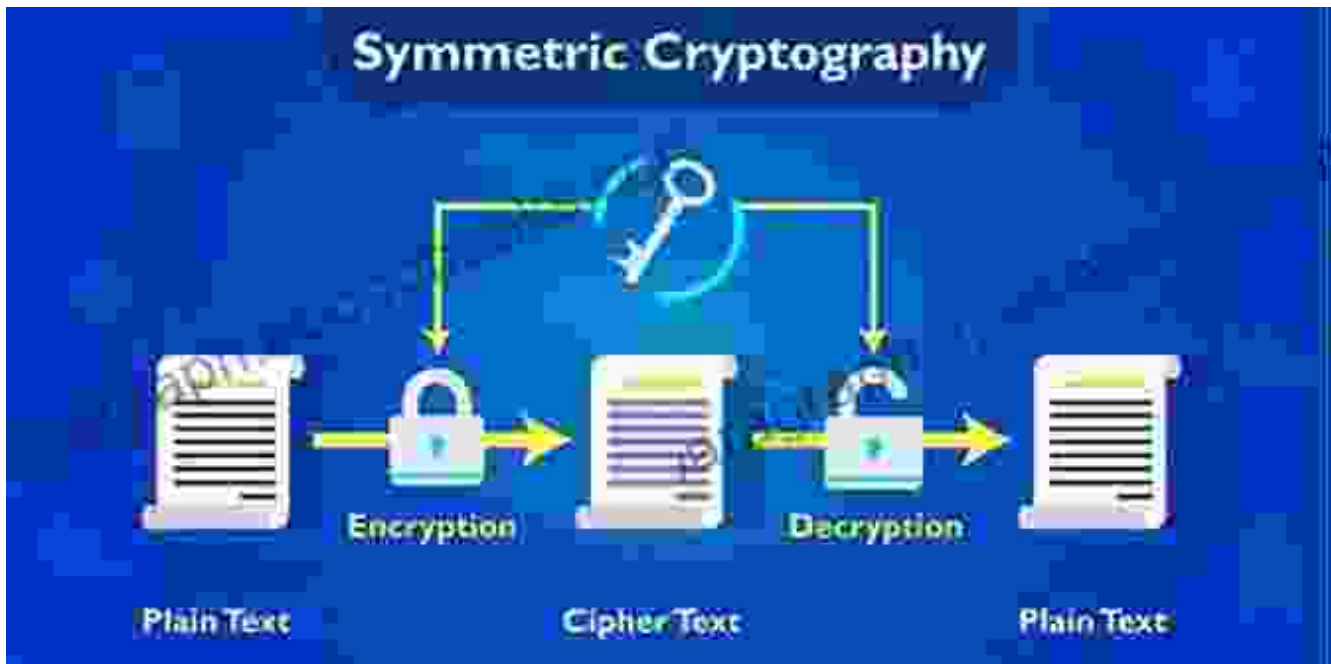 Symmetric Cryptography
Encryption
Decryption
Plain Text
Cipher Text
Plain Text